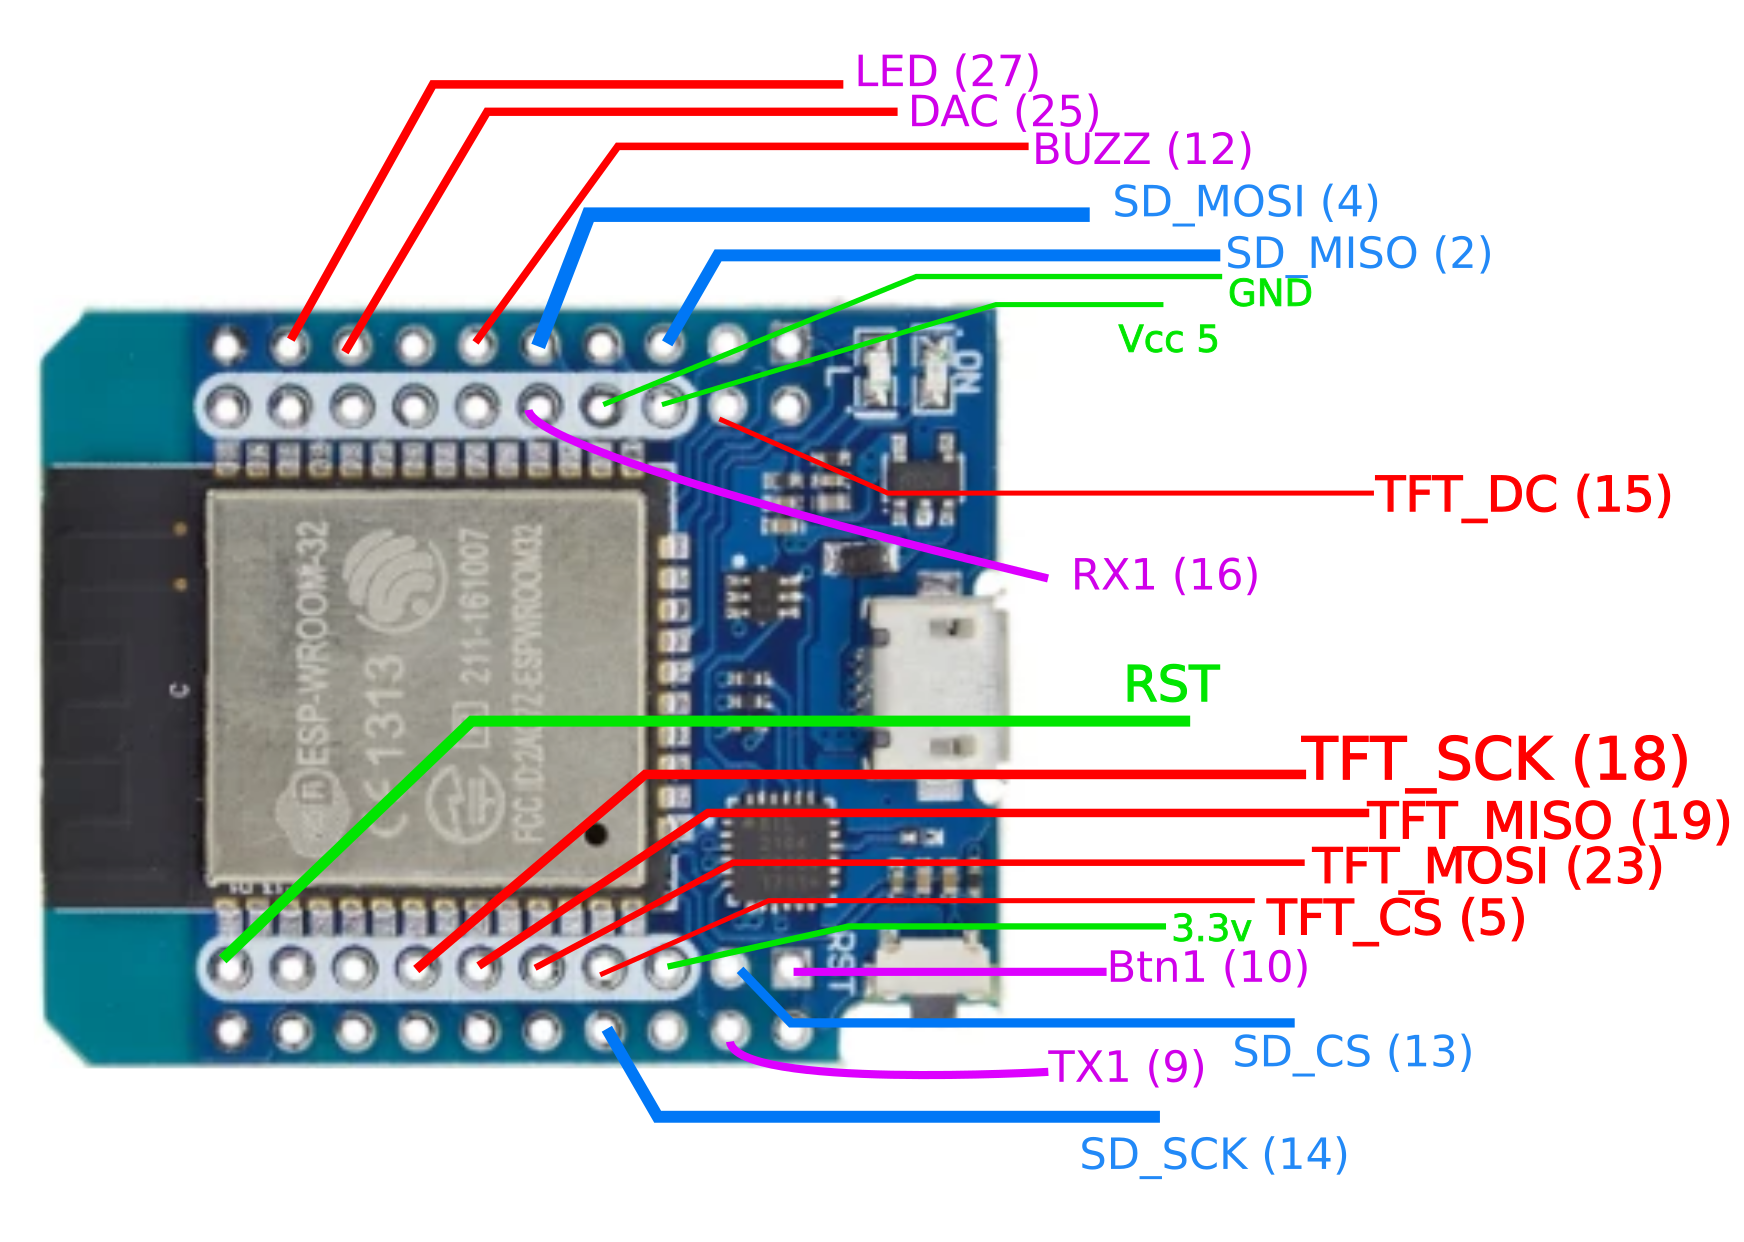 LED (27)
DAC (25)
BUZZ (12)
SD_MOSI (4)
SD_MISO (2)
GND
Vcc 5
L
ON
TFT_DC (15)
RX1 (16)
ESP-WROOM-32
211-161007
FCC ID:2AC7Z-ESPWROOM32
CE1313
R
C
RST
TFT_SCK (18)
TFT_MISO (19)
TFT_MOSI (23)
TFT_CS (5)
3.3v
RST
Btn1 (10)
SD_CS (13)
TX1 (9)
SD_SCK (14)